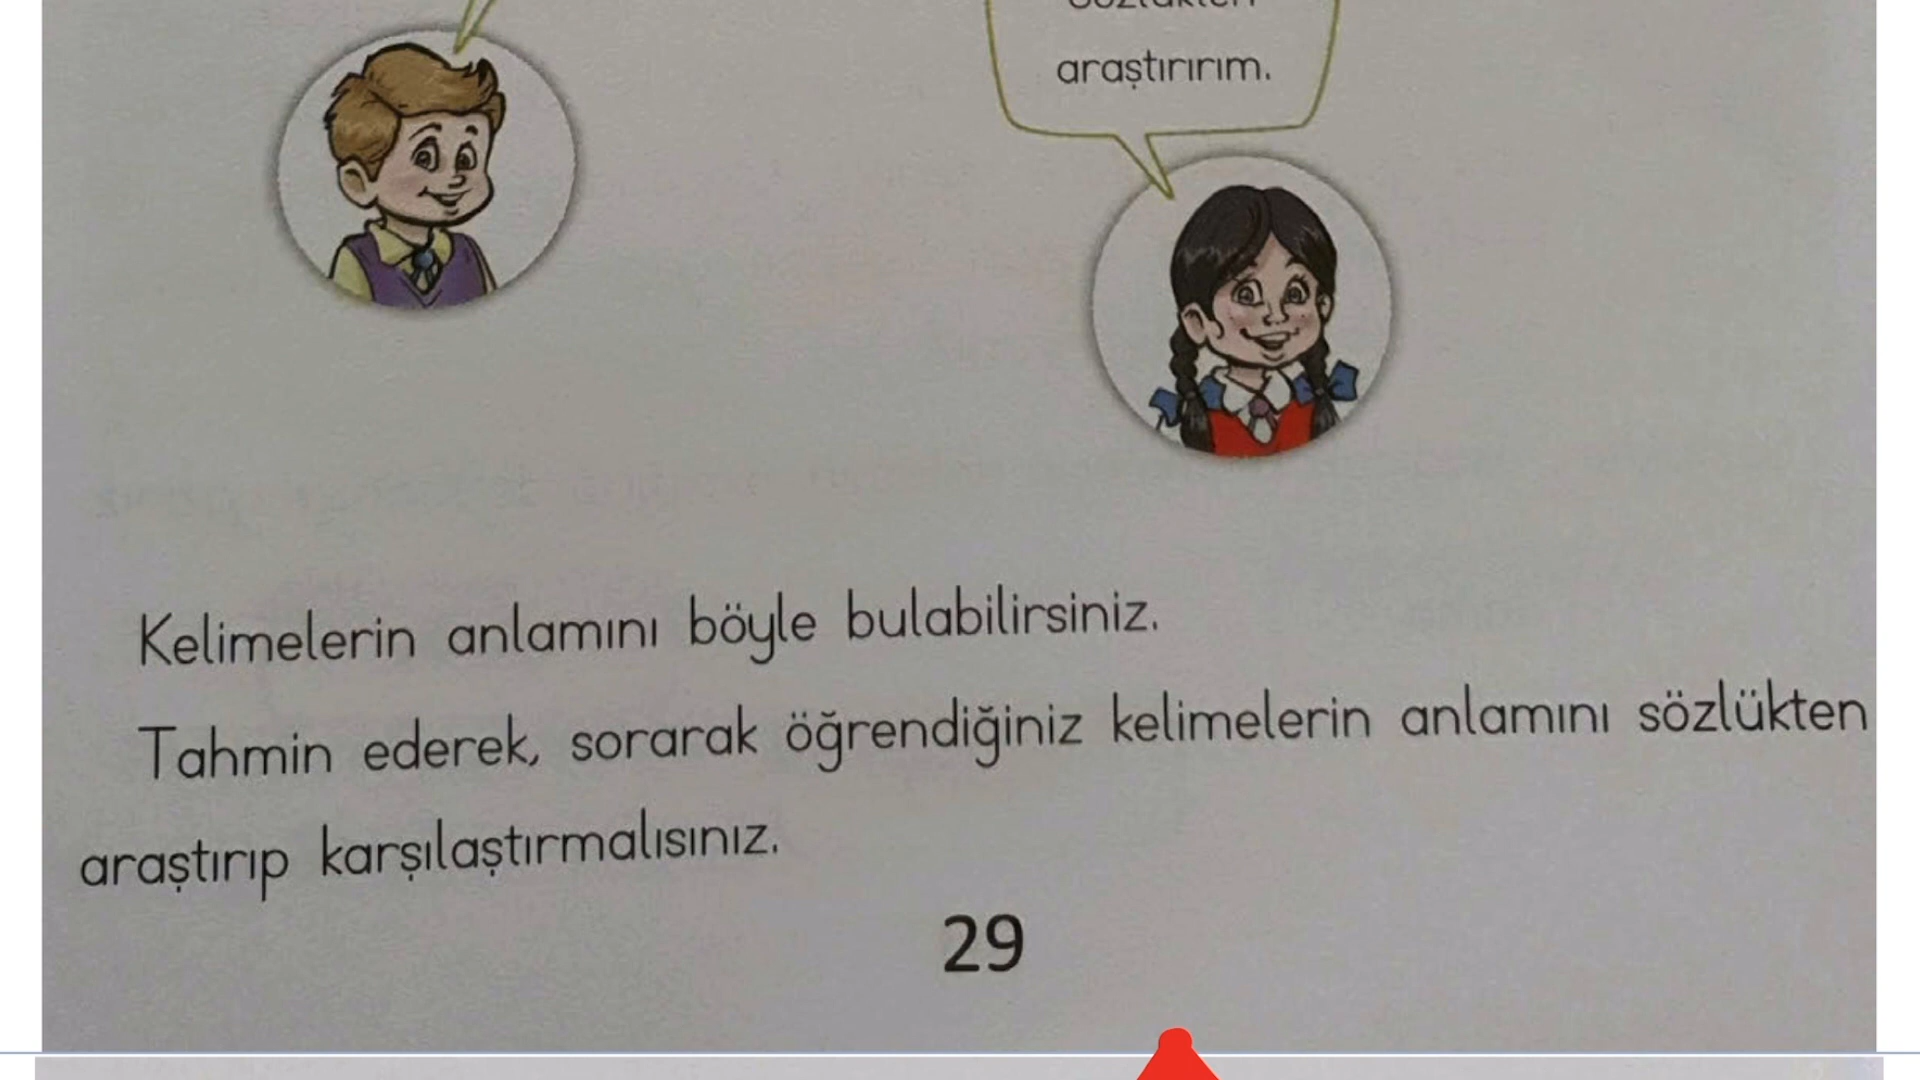 araştırırım.
Kelimelerin anlamını böyle bulabilirsiniz.
Tahmin ederek, sorarak öğrendiğiniz kelimelerin anlamını sözlükten
araştırıp karşılaştırmalısınız.
29